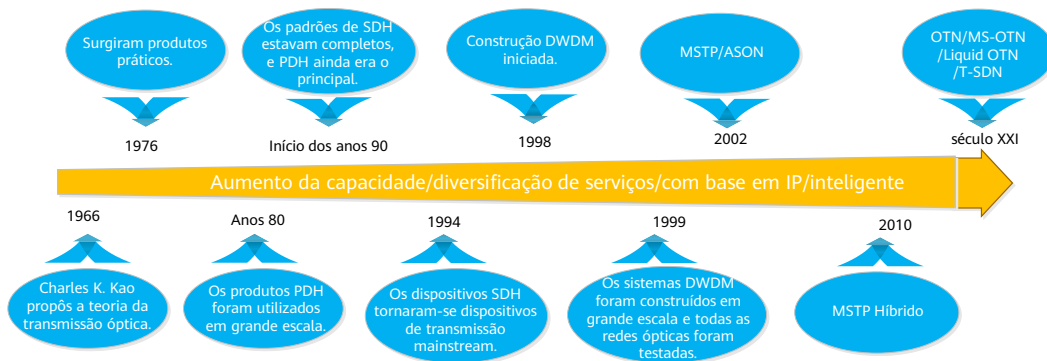 Surgiram produtos
práticos.
Os padrões de SDH
estavam completos,
e PDH ainda era o
principal.
Construção DWDM
iniciada.
MSTP/ASON
OTN/MS-OTN
/Liquid OTN
/T-SDN
1976
Início dos anos 90
1998
2002
século XXI
Aumento da capacidade/diversificação de serviços/com base em IP/inteligente
1966
Anos 80
1994
1999
2010
Charles K. Kao
propôs a teoria da
transmissão óptica.
Os produtos PDH
foram utilizados
em grande escala.
Os dispositivos SDH
tornaram-se dispositivos
de transmissão
mainstream.
Os sistemas DWDM
foram construídos em
grande escala e todas as
redes ópticas foram
testadas.
MSTP Híbrido